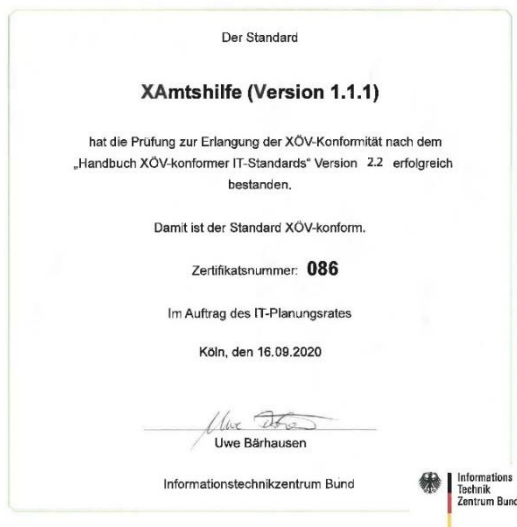 Der Standard
XAmtshilfe (Version 1.1.1)
hat die Prüfung zur Erlangung der XÖV-Konformität nach dem
„Handbuch XÖV-konformer IT-Standards“ Version 2.2 erfolgreich
bestanden.
Damit ist der Standard XÖV-konform.
Zertifikatsnummer: 086
Im Auftrag des IT-Planungsrates
Köln, den 16.09.2020
Uwe Bärhausen
Informationstechnikzentrum Bund
Informations
Technik
Zentrum Bund